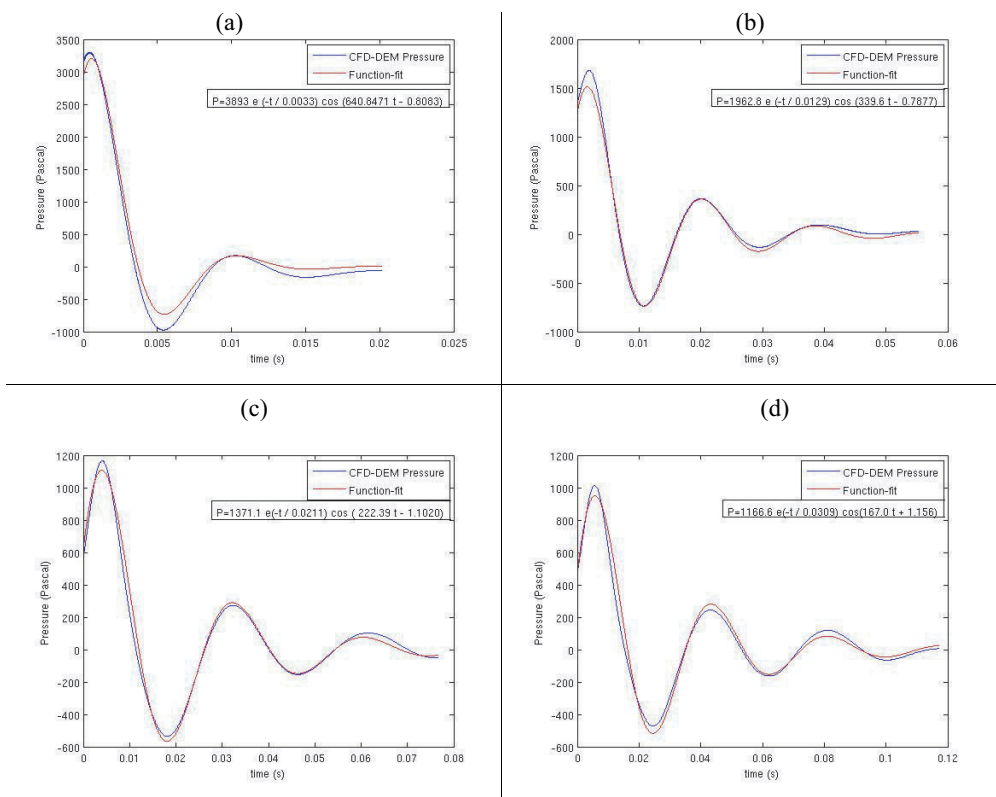 (a)
3500
3000
2500
2000
1500
1000
500
0
-500
-1000
0
0.005
0.01
0.015
0.02
0.025
Pressure (Pascal)
time (s)
CFD-DEM Pressure
Function-fit
P=3893 e (-t / 0.0033) cos (640.8471 t - 0.8083)
(b)
2000
1500
1000
500
0
-500
-1000
0
0.01
0.02
0.03
0.04
0.05
0.06
Pressure (Pascal)
time (s)
CFD-DEM Pressure
Function-fit
P=1962.8 e (-t / 0.0129) cos (339.6 t - 0.7877)
(c)
1200
1000
800
600
400
200
0
-200
-400
-600
0
0.01
0.02
0.03
0.04
0.05
0.06
0.07
0.08
Pressure (Pascal)
time (s)
CFD-DEM Pressure
Function-fit
P=1371.1 e(-t / 0.0211) cos ( 222.39 t - 1.1020)
(d)
1200
1000
800
600
400
200
0
-200
-400
-600
0
0.02
0.04
0.06
0.08
0.1
0.12
Pressure (Pascal)
time (s)
CFD-DEM Pressure
Function-fit
P=1166.6 e(-t / 0.0309) cos(167.0 t + 1.156)